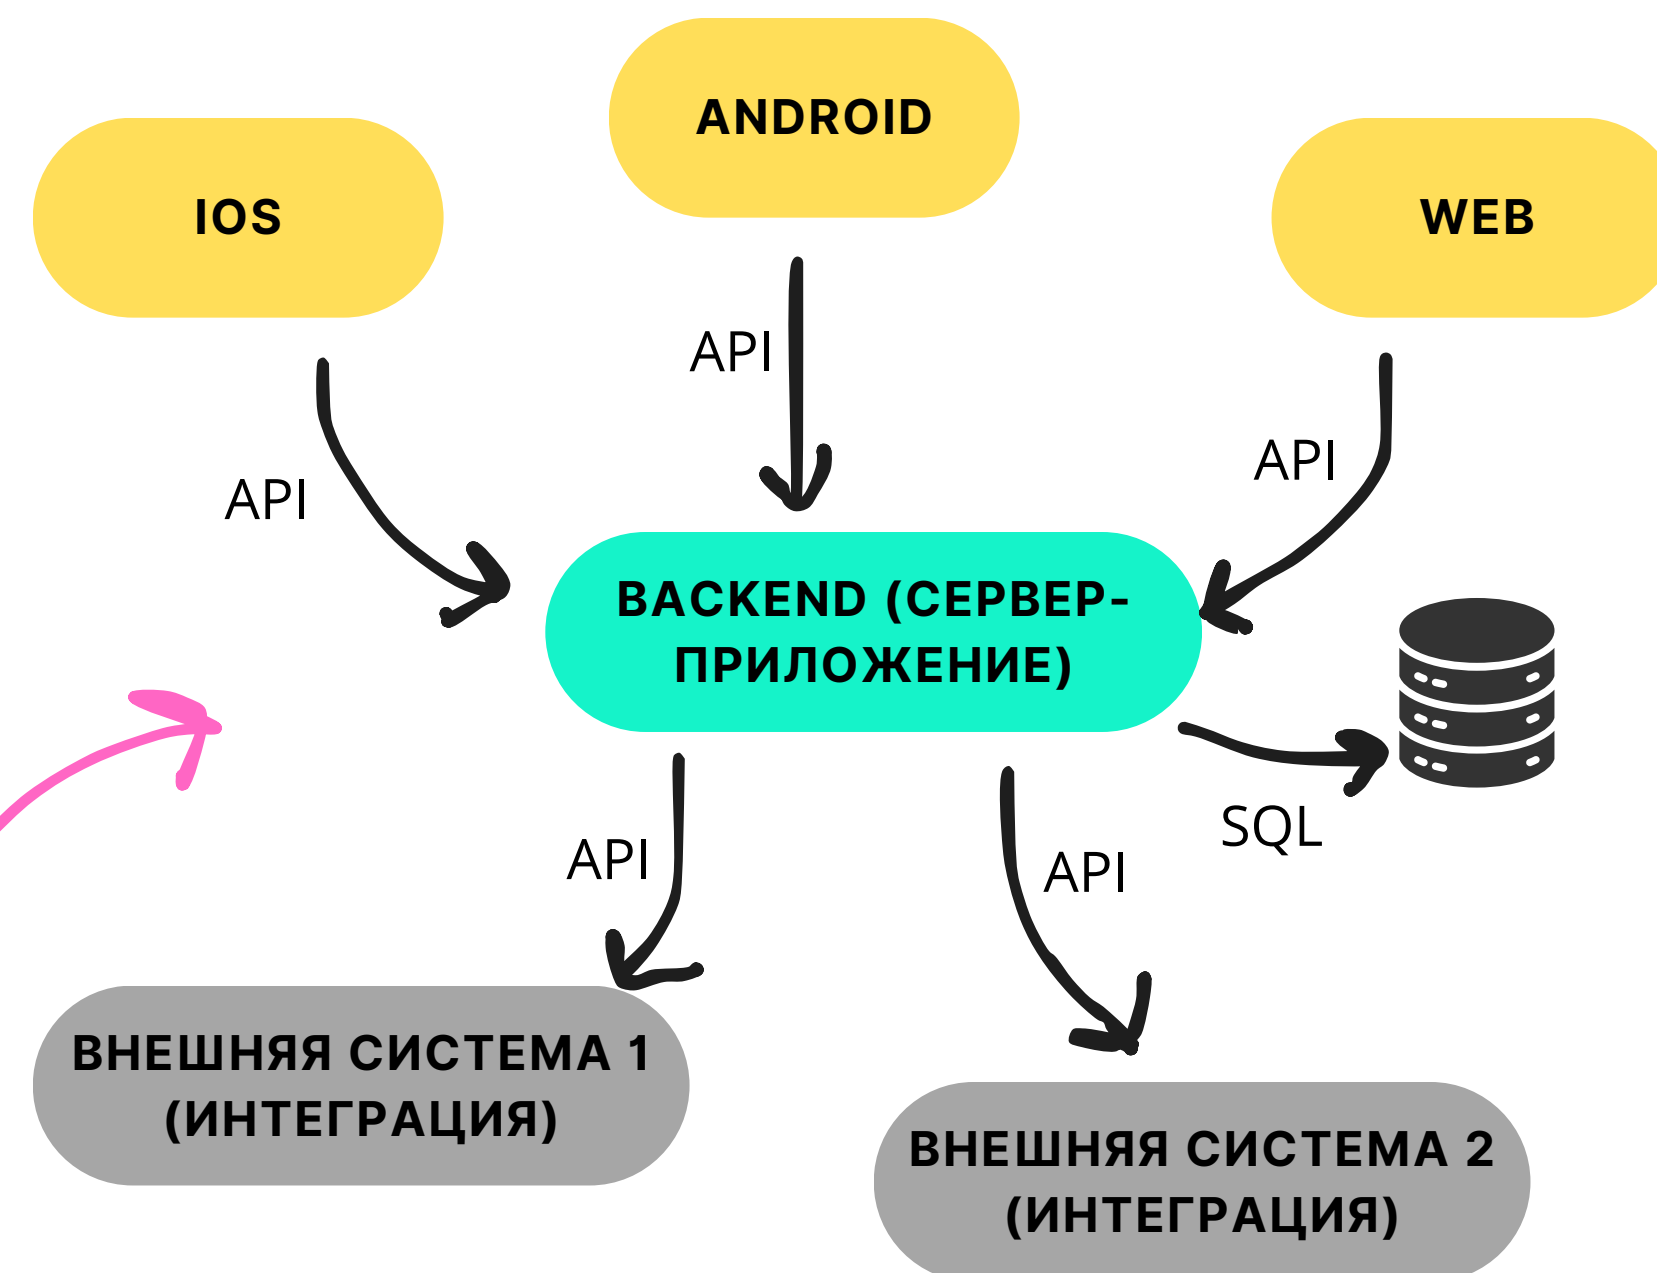 ANDROID
IOS
WEB
API
API
API
BACKEND (СЕРВЕР-
ПРИЛОЖЕНИЕ)
SQL
API
API
ВНЕШНЯЯ СИСТЕМА 1
(ИНТЕГРАЦИЯ)
ВНЕШНЯЯ СИСТЕМА 2
(ИНТЕГРАЦИЯ)